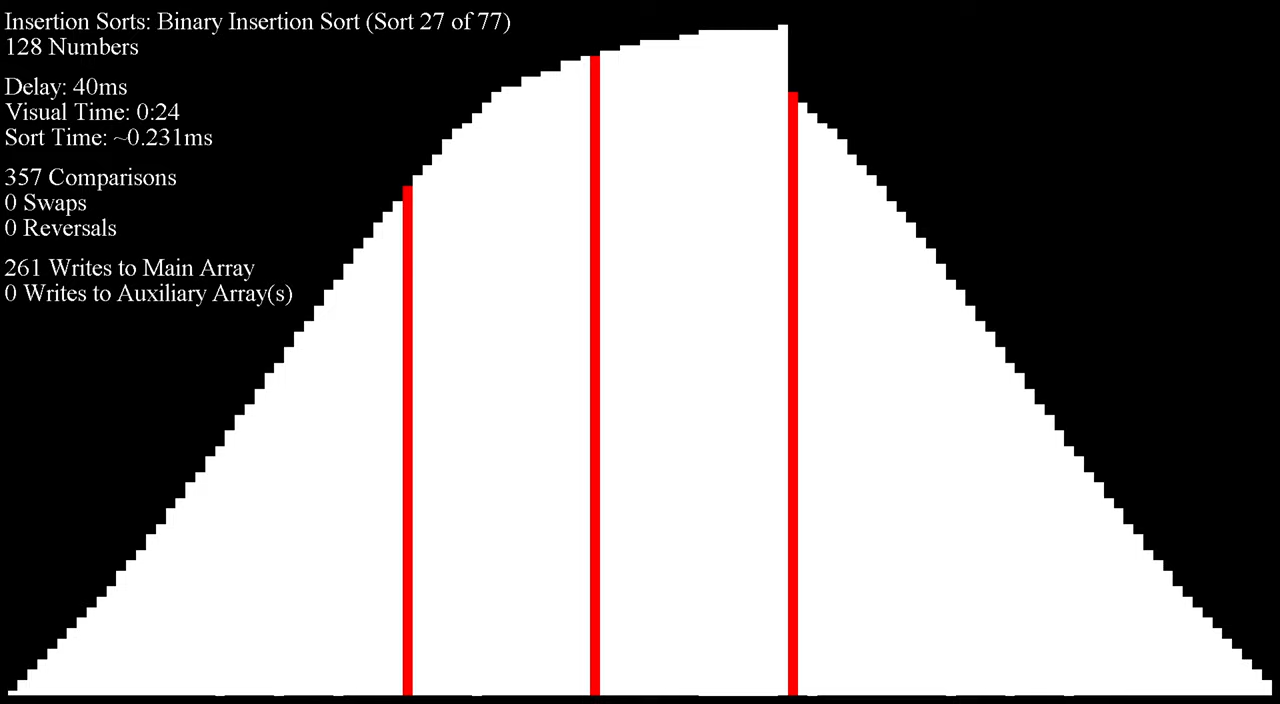 Insertion Sorts: Binary Insertion Sort (Sort 27 of 77)
128 Numbers
Delay: 40ms
Visual Time: 0:24
Sort Time: ~0.231ms
357 Comparisons
0 Swaps
0 Reversals
261 Writes to Main Array
0 Writes to Auxiliary Array(s)